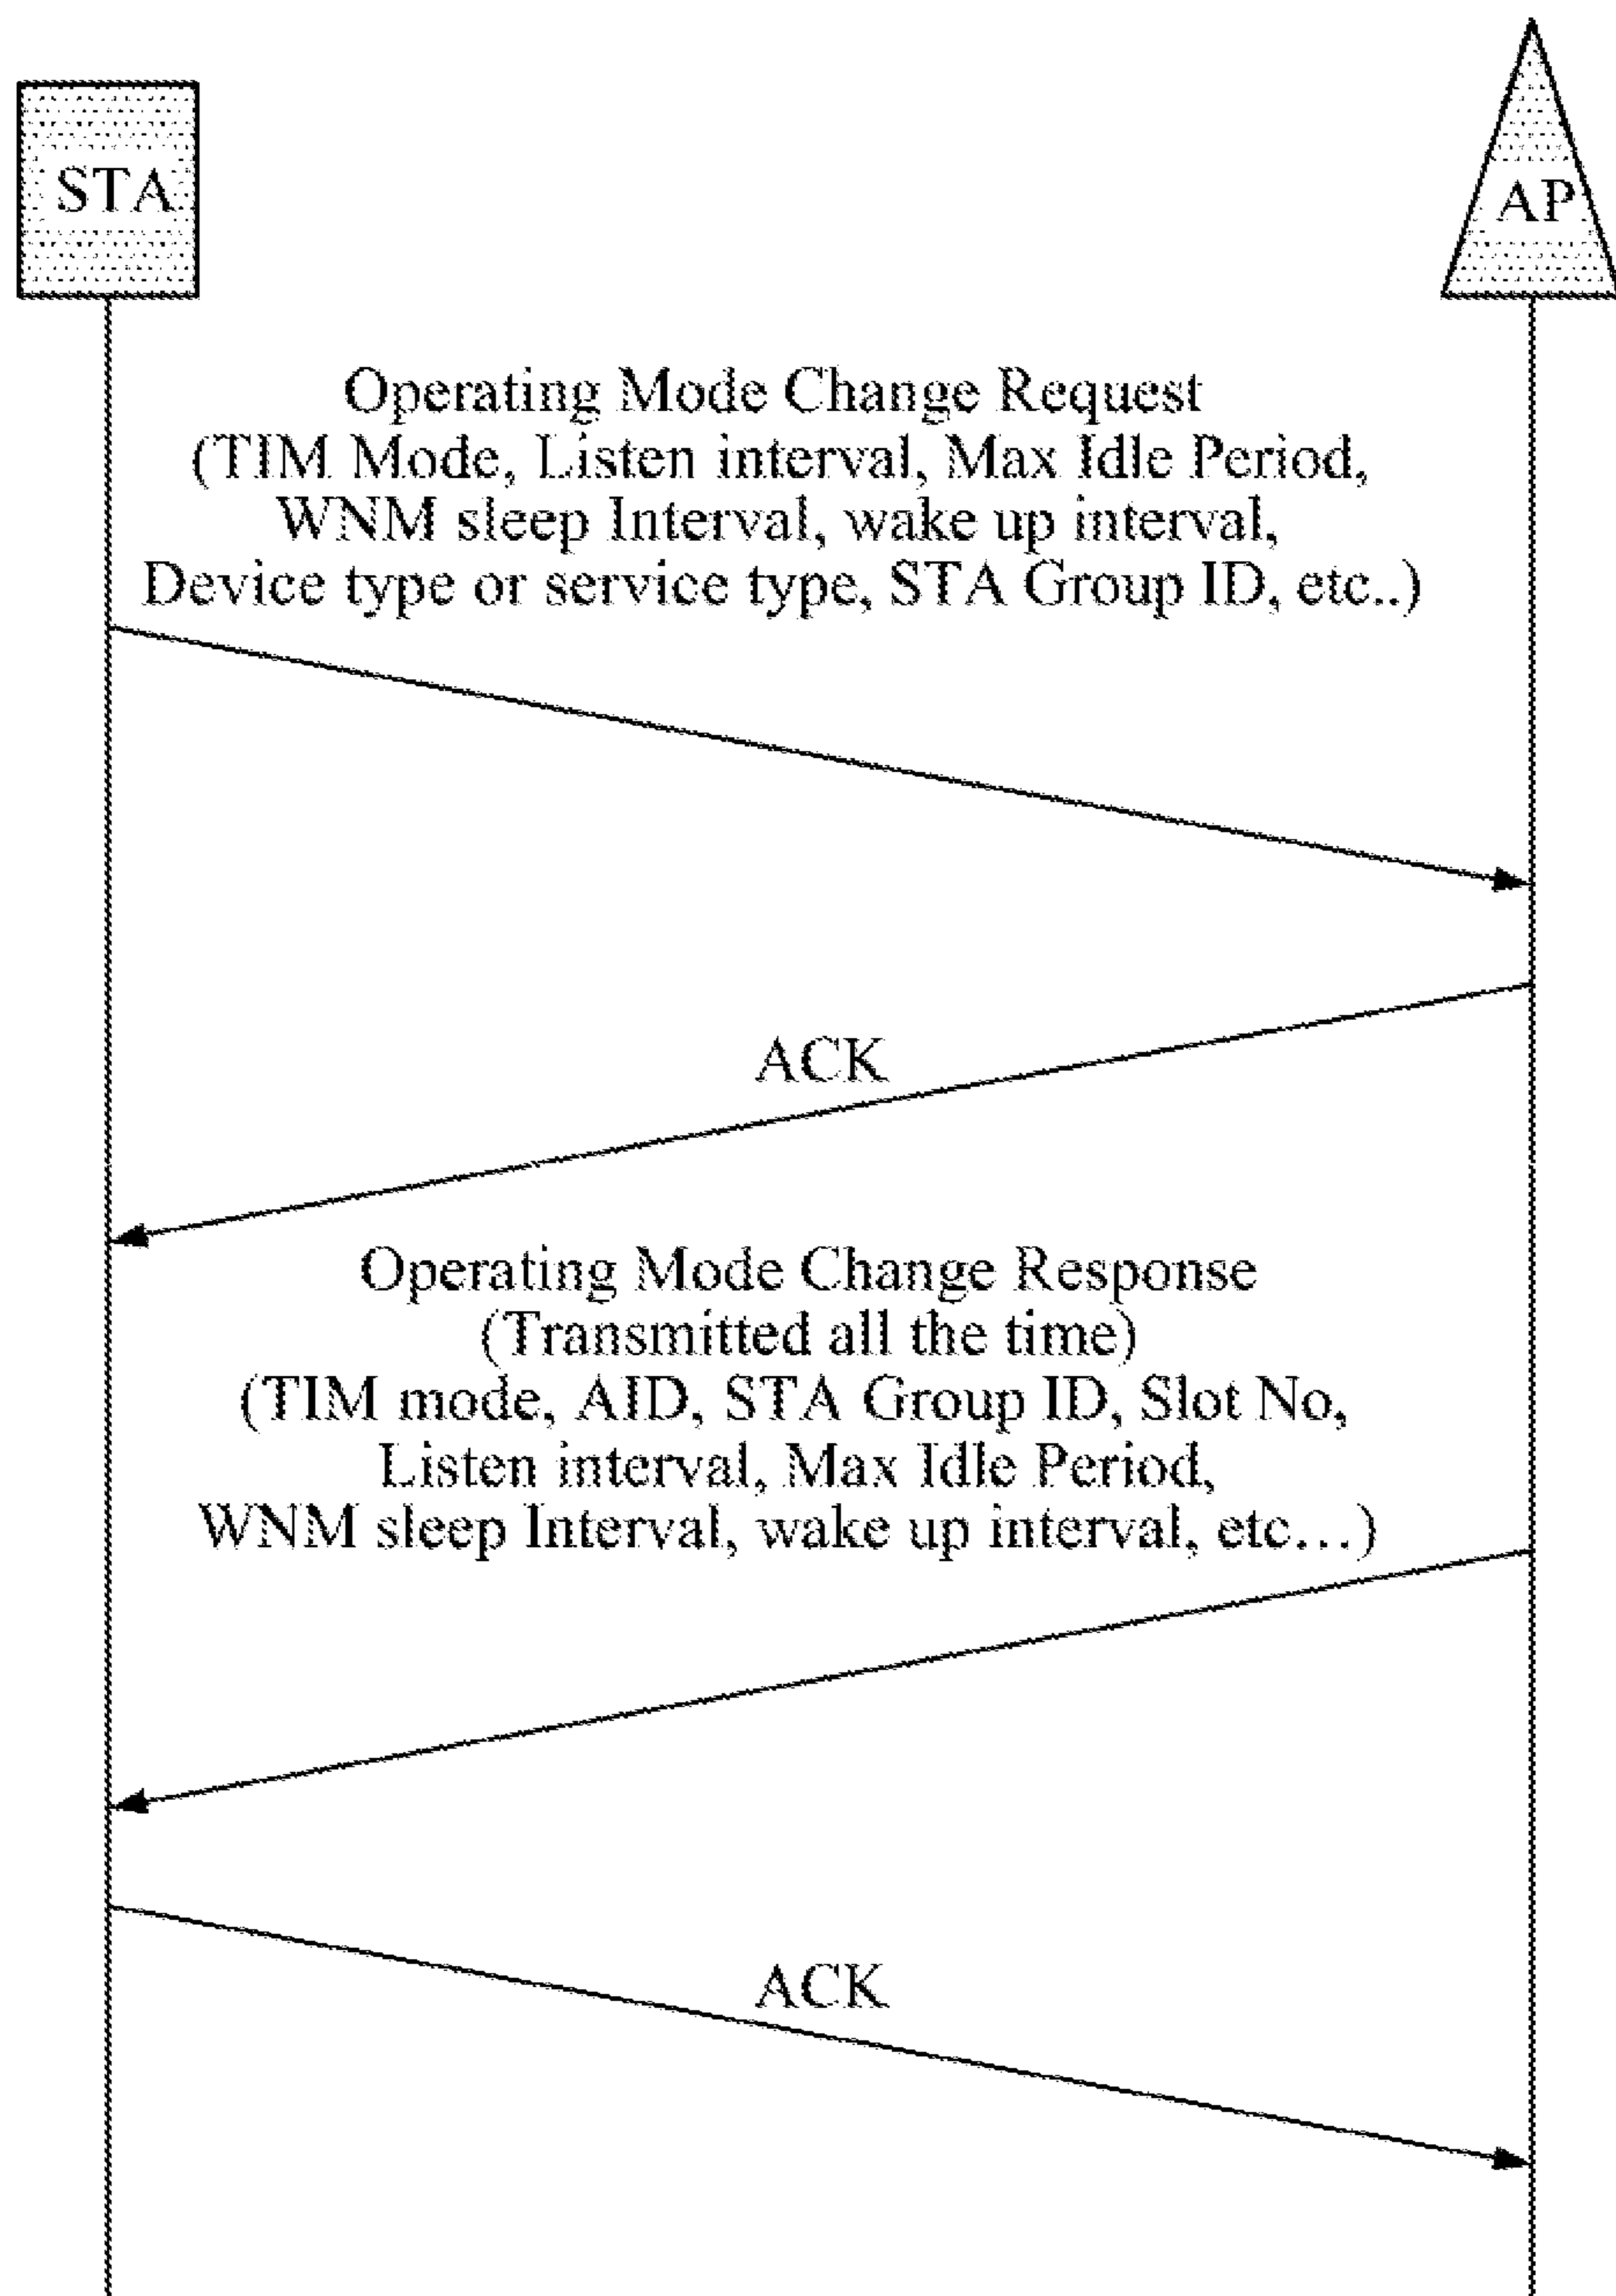 STA
AP
Operating Mode Change Request
(TIM Mode, Listen interval, Max Idle Period,
WNM sleep Interval, wake up interval,
Device type or service type, STA Group ID, etc..)
ACK
Operating Mode Change Response
(Transmitted all the time)
(TIM mode, AID, STA Group ID, Slot No,
Listen interval, Max Idle Period,
WNM sleep Interval, wake up interval, etc...)
ACK